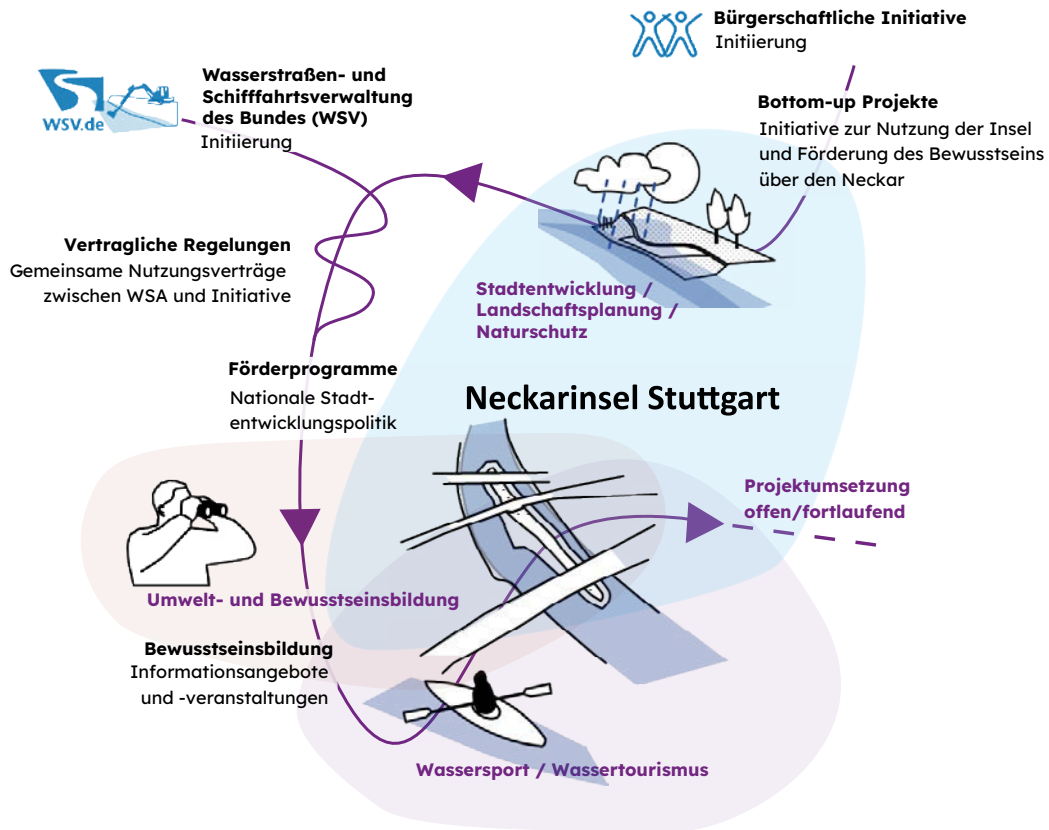 Bürgerschaftliche Initiative
Initiierung
Wasserstraßen- und
Schifffahrtsverwaltung
des Bundes (WSV)
Initiierung
WSV.de
Bottom-up Projekte
Initiative zur Nutzung der Insel
und Förderung des Bewusstseins
über den Neckar
Vertragliche Regelungen
Gemeinsame Nutzungsverträge
zwischen WSA und Initiative
Stadtentwicklung /
Landschaftsplanung /
Naturschutz
Förderprogramme
Nationale Stadt-
entwicklungspolitik
Neckarinsel Stuttgart
Projektumsetzung
offen/fortlaufend
Umwelt- und Bewusstseinsbildung
Bewusstseinsbildung
Informationsangebote
und -veranstaltungen
Wassersport / Wassertourismus